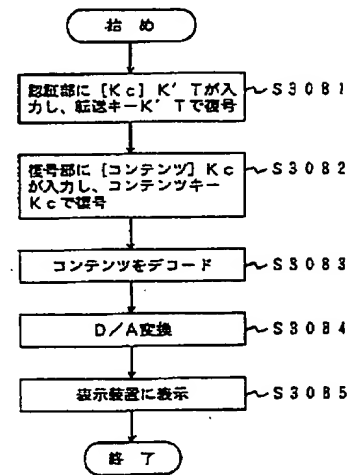 始 め
認証部に [Kc] K'Tが入
力し、転送キーK'Tで復号
S3081
復号部に [コンテンツ] Kc
が入力し、コンテンツキー
Kcで復号
S3082
コンテンツをデコード
S3083
D/A変換
S3084
表示装置に表示
S3085
終 了